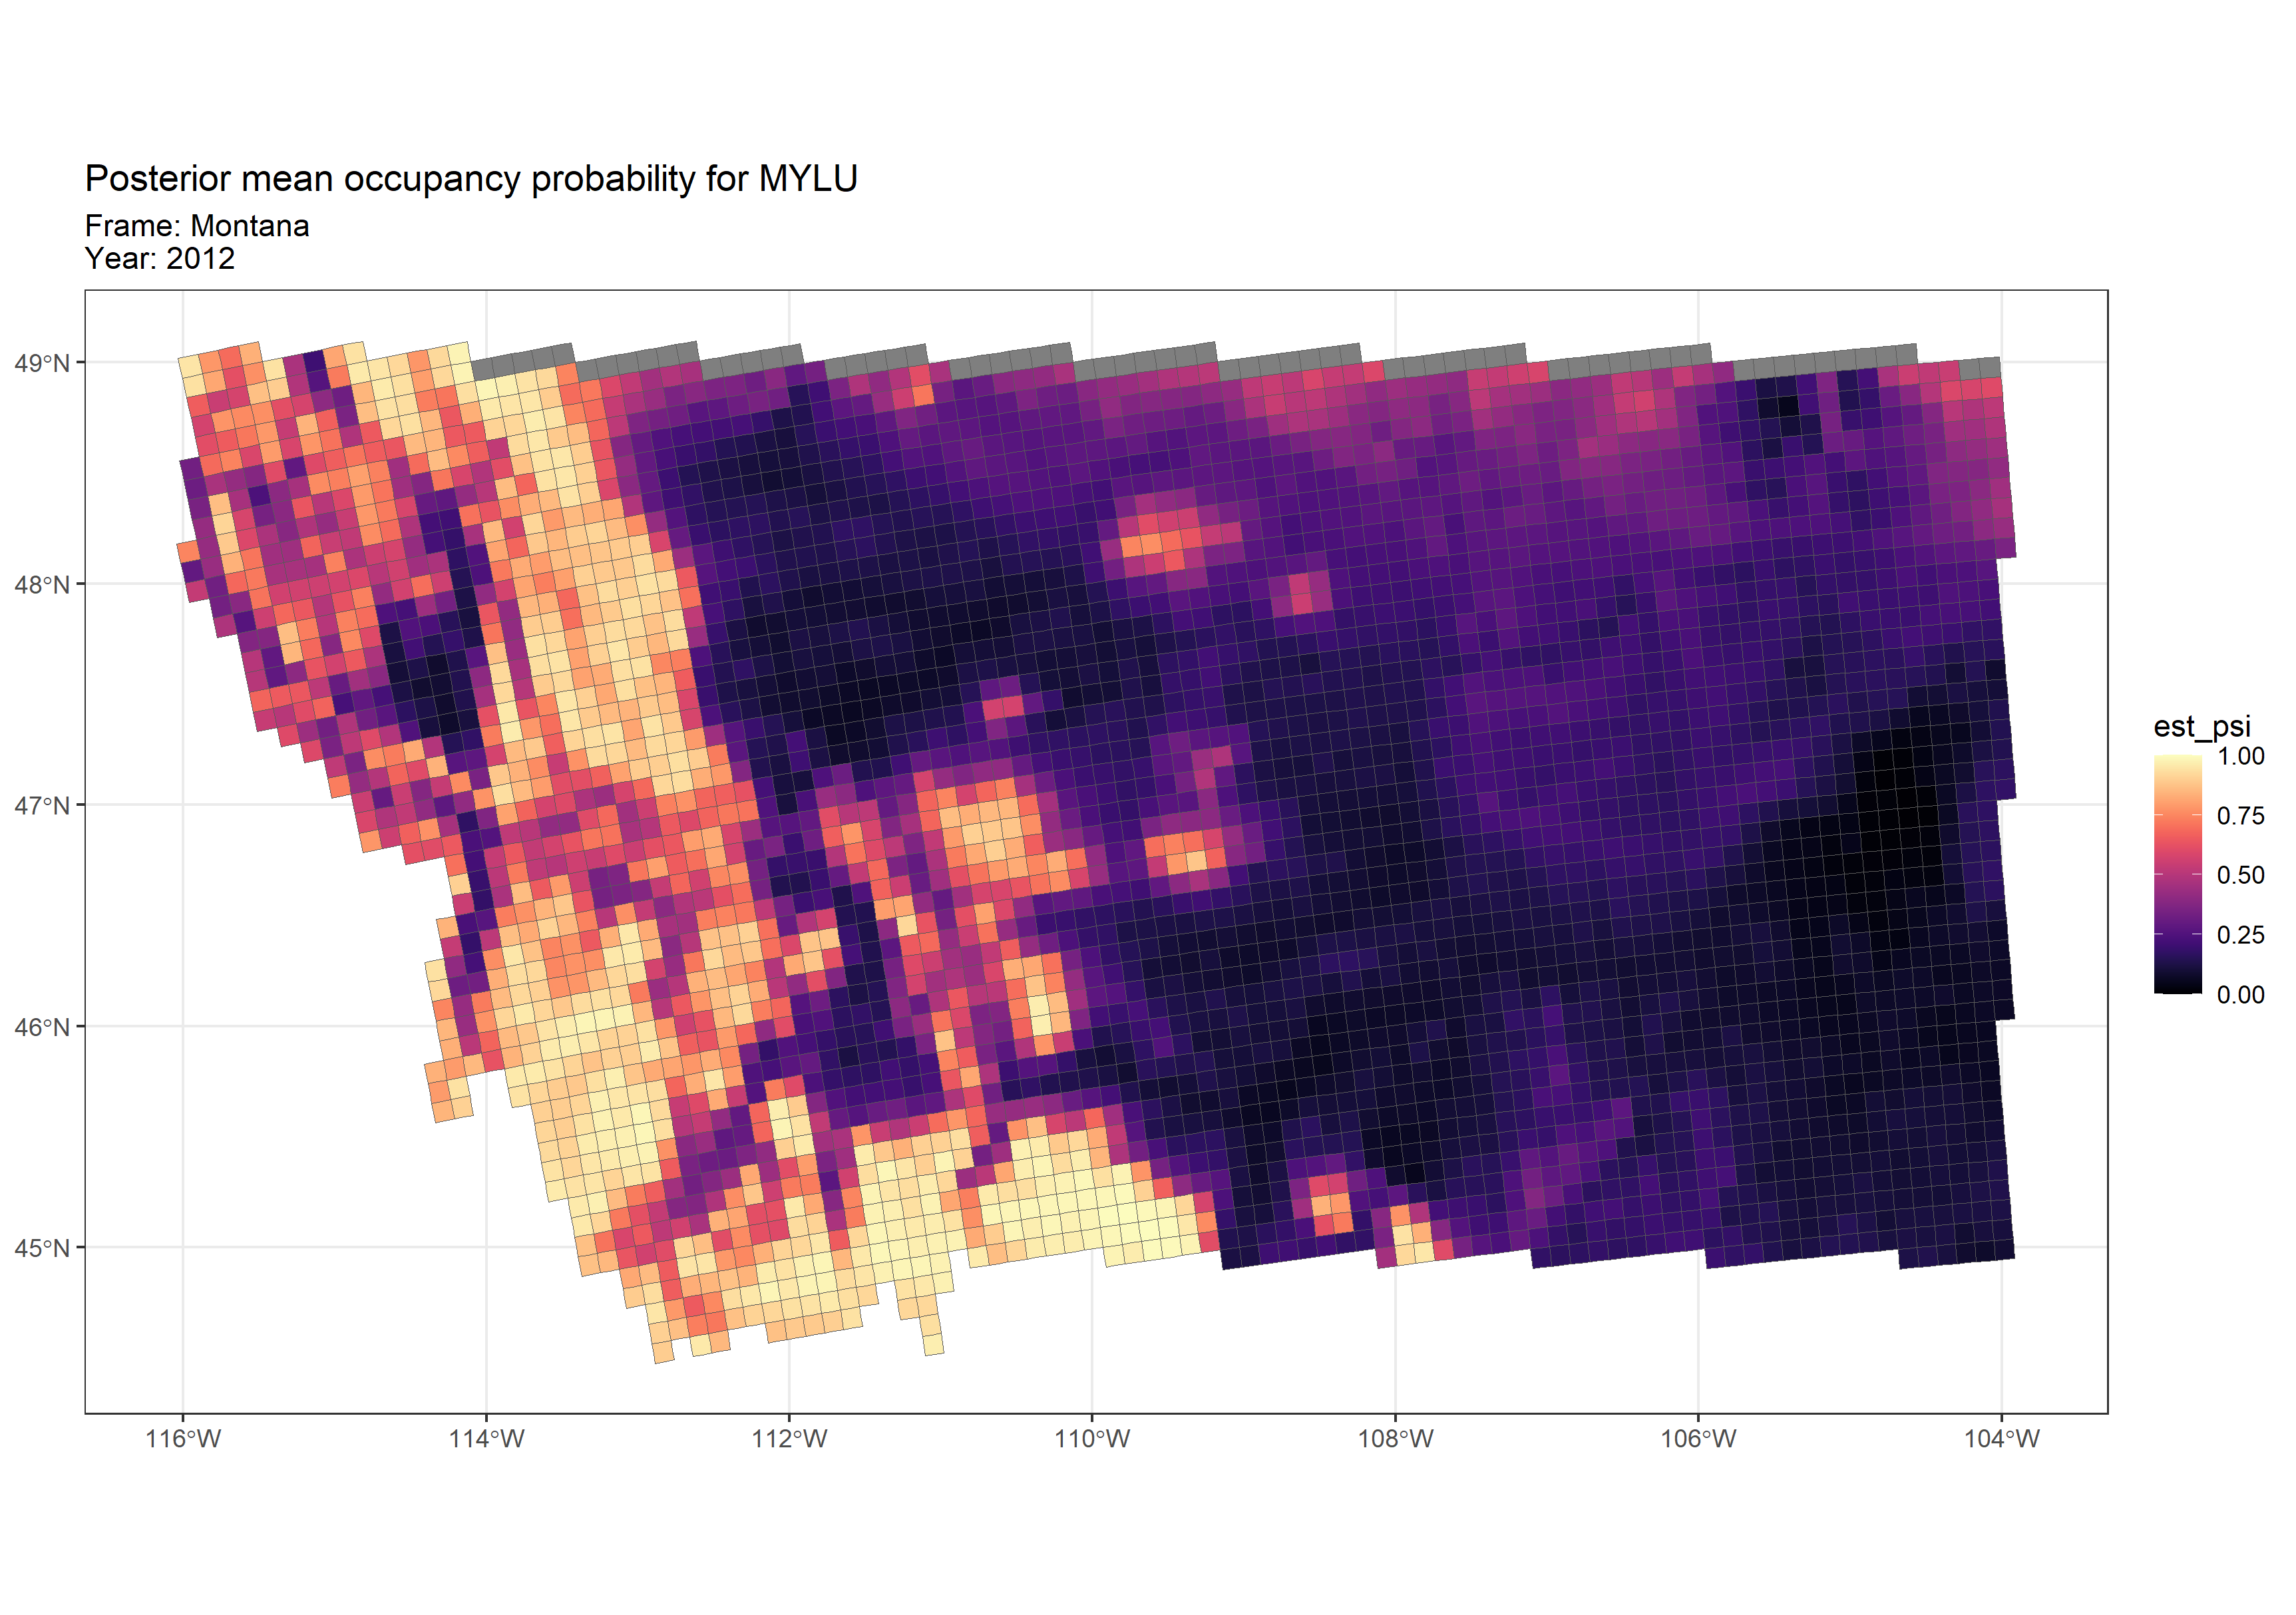 Posterior mean occupancy probability for MYLU
Frame: Montana
Year: 2012
49°N
48°N
47°N
46°N
45°N
116°W
114°W
112°W
110°W
108°W
106°W
104°W
est_psi
1.00
0.75
0.50
0.25
0.00